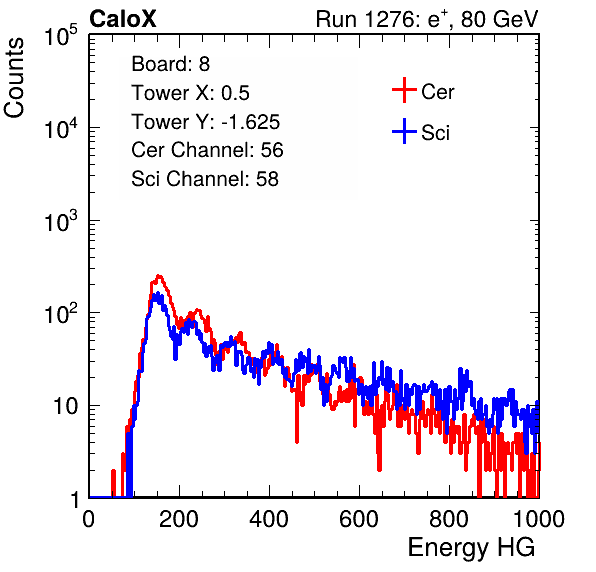 CaloX Run 1276: e+, 80 GeV
Counts
10^5
10^4
10^3
10^2
10
1
Board: 8
Tower X: 0.5
Tower Y: -1.625
Cer Channel: 56
Sci Channel: 58
Cer
Sci
0 200 400 600 800 1000
Energy HG